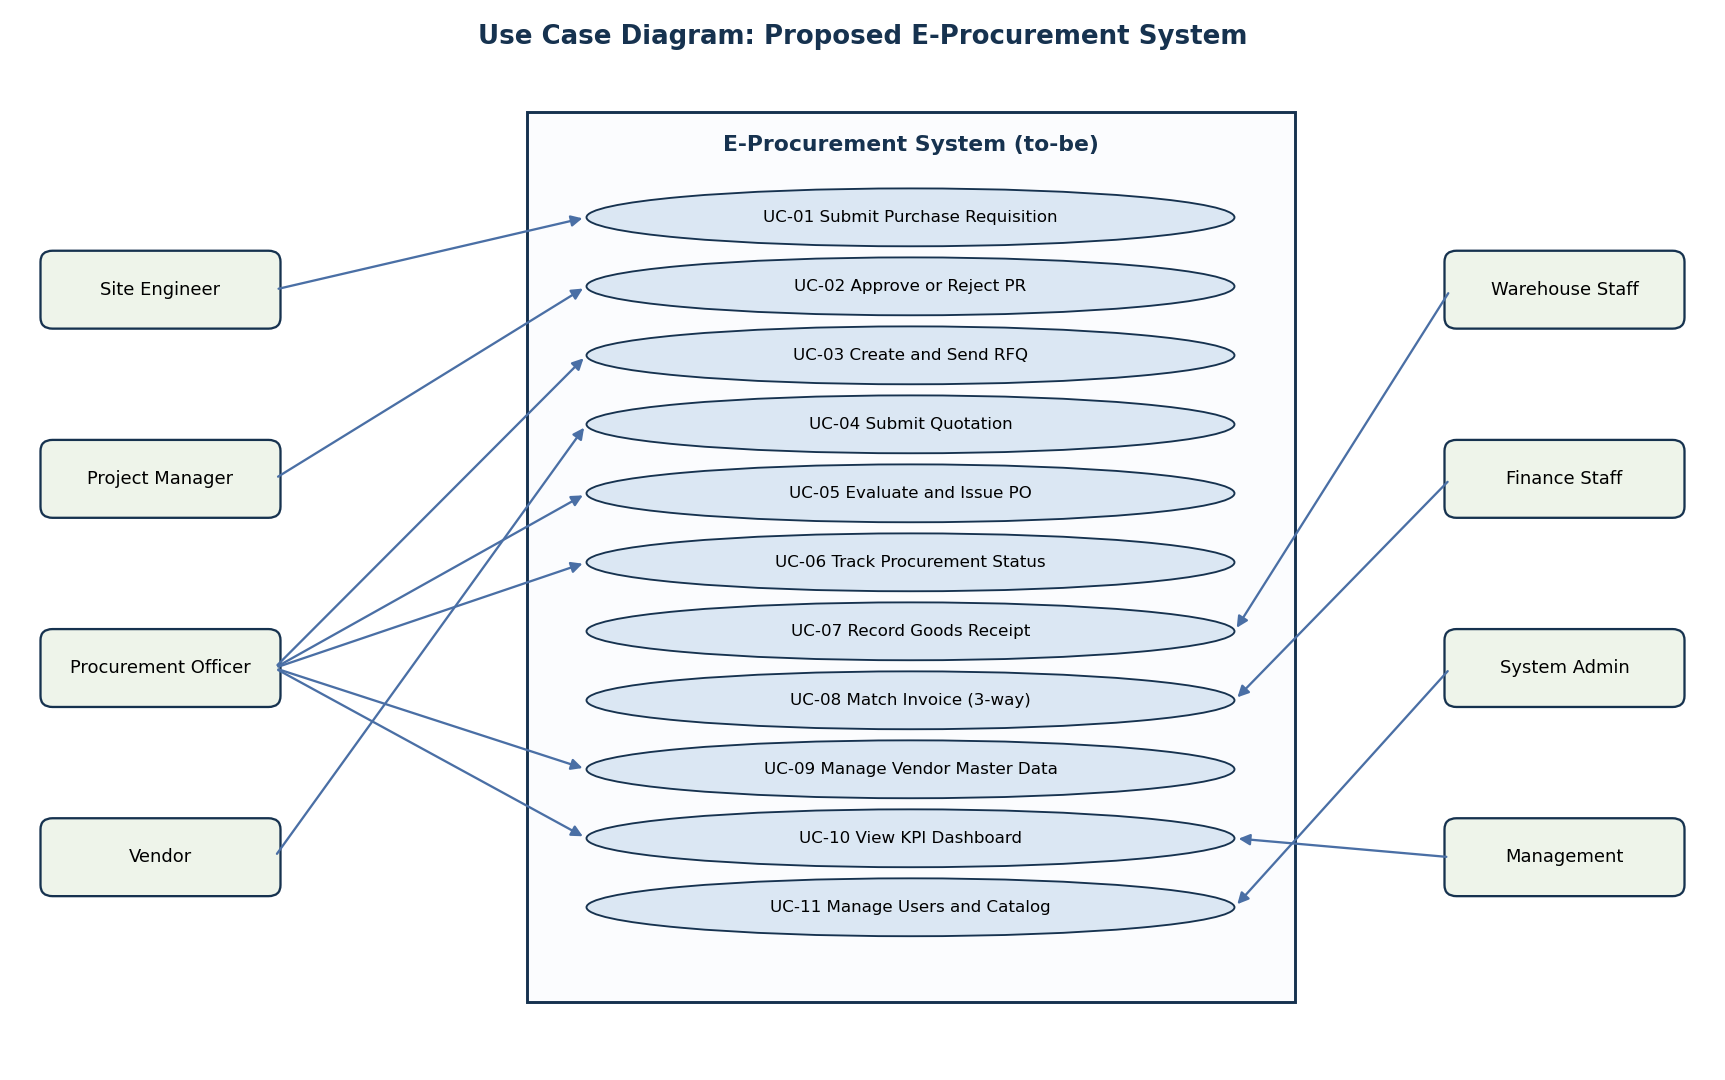 Use Case Diagram: Proposed E-Procurement System
E-Procurement System (to-be)
UC-01 Submit Purchase Requisition
UC-02 Approve or Reject PR
UC-03 Create and Send RFQ
UC-04 Submit Quotation
UC-05 Evaluate and Issue PO
UC-06 Track Procurement Status
UC-07 Record Goods Receipt
UC-08 Match Invoice (3-way)
UC-09 Manage Vendor Master Data
UC-10 View KPI Dashboard
UC-11 Manage Users and Catalog
Site Engineer
Project Manager
Procurement Officer
Vendor
Warehouse Staff
Finance Staff
System Admin
Management